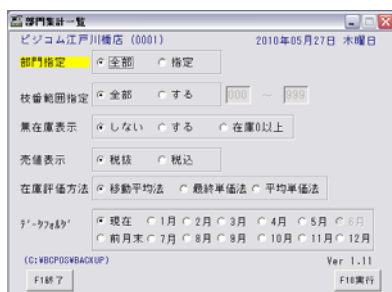 部門集計一覧
ビジコム江戸川橋店 (0001) 2010年05月27日 木曜日
部門指定 全部 指定
枝番範囲指定 全部 する 000 ～ 999
無在庫表示 しない する 在庫0以上
売値表示 税抜 税込
在庫評価方法 移動平均法 最終単価法 平均単価法
ﾃﾞｰﾀﾌｫﾙﾀﾞ 現在 1月 2月 3月 4月 5月 6月
前月末 7月 8月 9月 10月 11月 12月
(C:¥BCPOS¥BACKUP) Ver 1.11
F1終了 F10実行